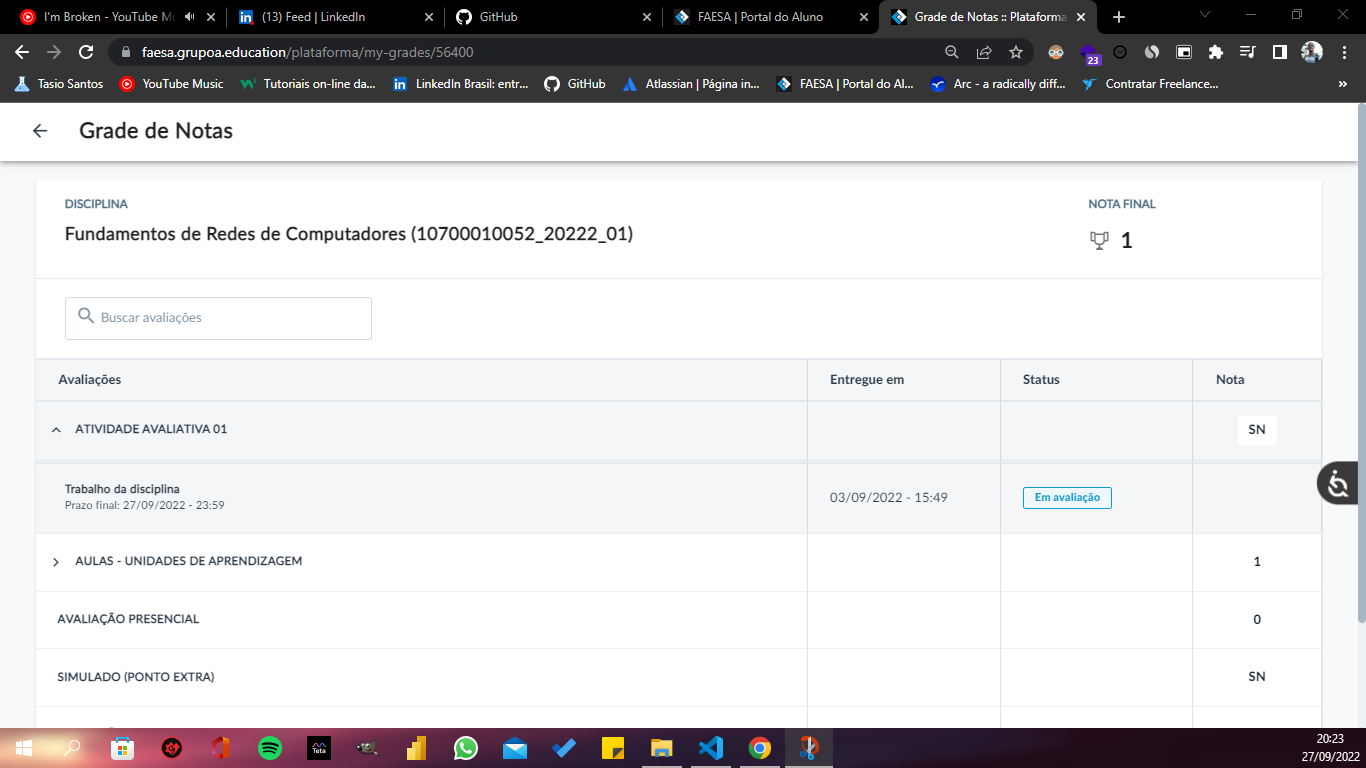 I'm Broken - YouTube Mu
(13) Feed | LinkedIn
GitHub
FAESA | Portal do Aluno
Grade de Notas :: Plataforma
faesa.grupoa.education/plataforma/my-grades/56400
23
Tasio Santos
YouTube Music
Tutoriais on-line da...
LinkedIn Brasil: entr...
GitHub
Atlassian | Página in...
FAESA | Portal do Al...
Arc - a radically diff...
Contratar Freelance...
Grade de Notas
DISCIPLINA
NOTA FINAL
Fundamentos de Redes de Computadores (10700010052_20222_01)
1
Buscar avaliações
Avaliações
Entregue em
Status
Nota
ATIVIDADE AVALIATIVA 01
SN
Trabalho da disciplina
Prazo final: 27/09/2022 - 23:59
03/09/2022 - 15:49
Em avaliação
AULAS - UNIDADES DE APRENDIZAGEM
1
AVALIAÇÃO PRESENCIAL
0
SIMULADO (PONTO EXTRA)
SN
Teta
20:23
27/09/2022